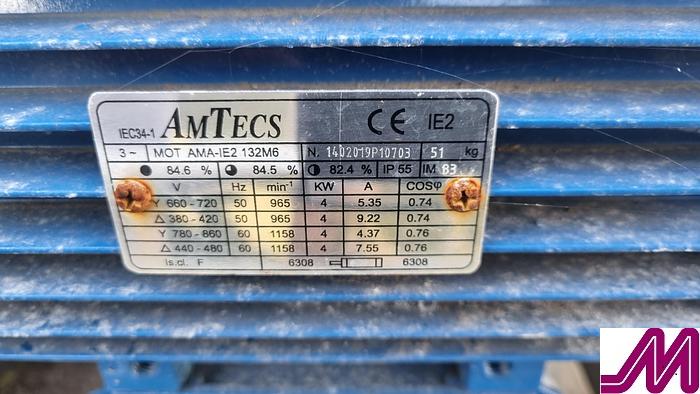 IEC34-1 AMTECS CE IE2
3 ~ MOT AMA-IE2 132M6 N. 1402019P10703 51 kg
84.6 % 84.5 % 82.4 % IP 55 IM. B3
V Hz min⁻¹ KW A COSφ
Y 660-720 50 965 4 5.35 0.74
Δ 380-420 50 965 4 9.22 0.74
Y 780-860 60 1158 4 4.37 0.76
Δ 440-480 60 1158 4 7.55 0.76
Is.cl. F 6308 6308
M